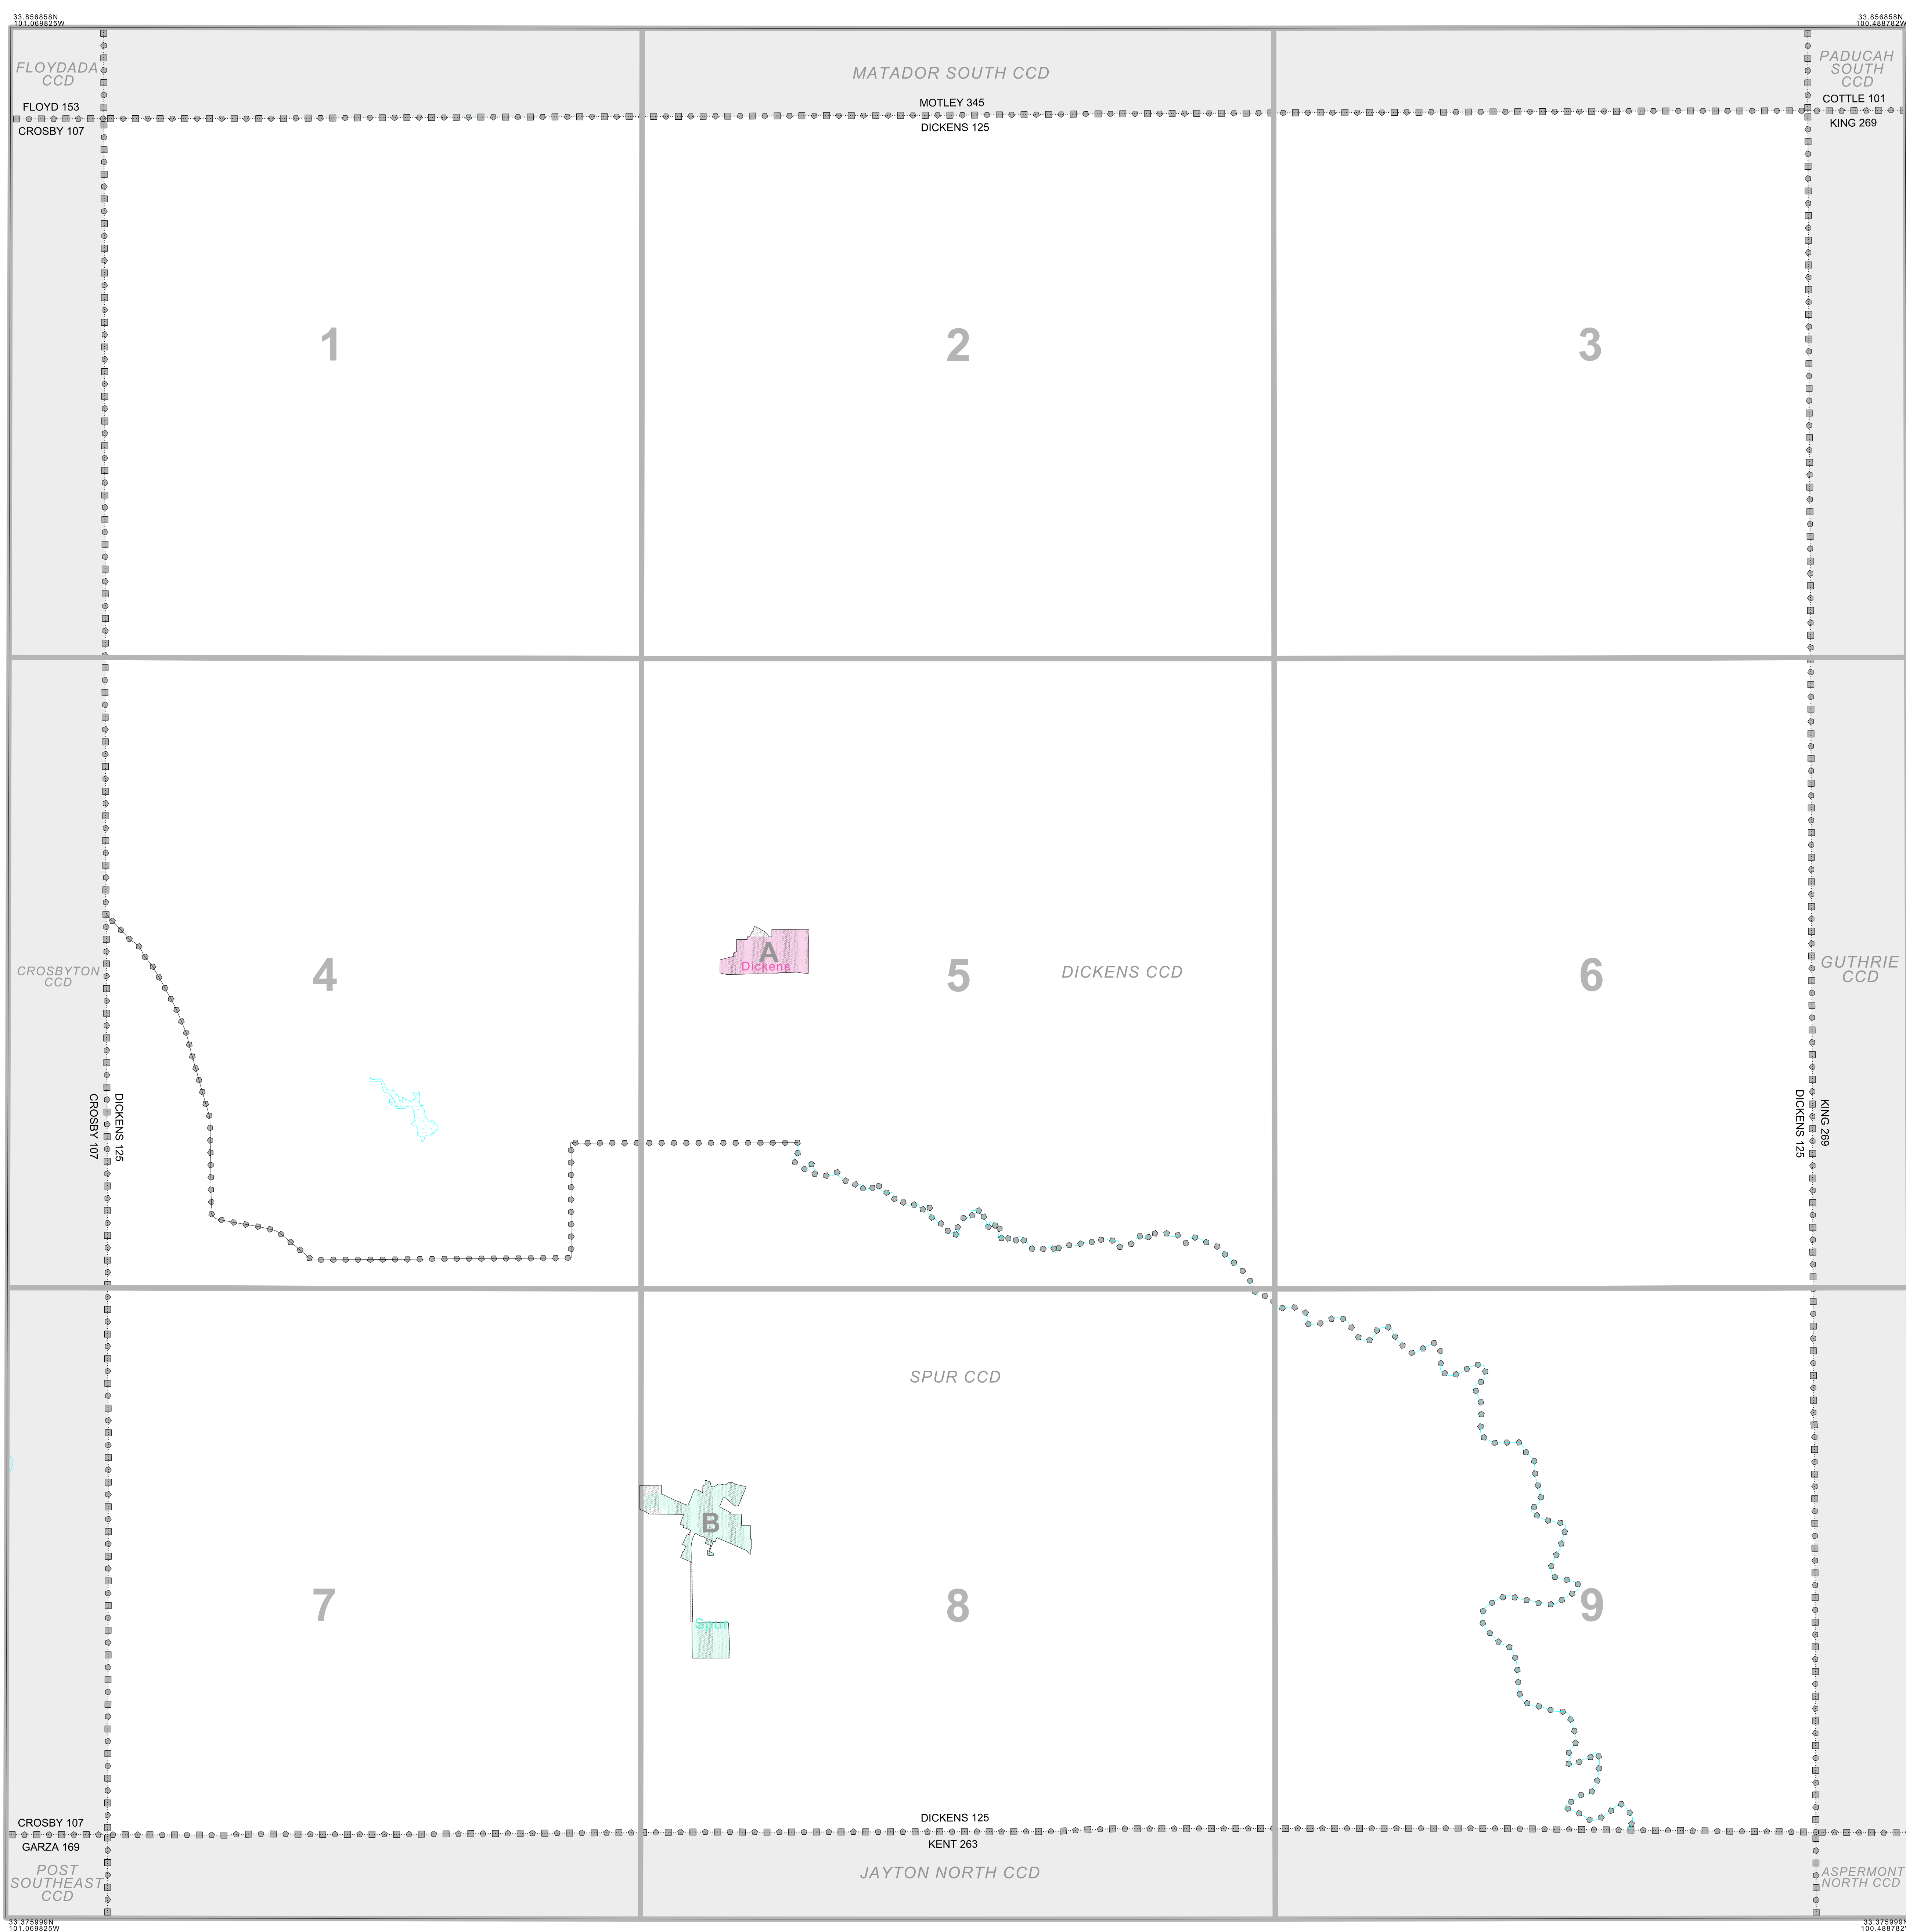 33.856858N
101.069825W
33.856858N
100.488782W
FLOYDADA
CCD
MATADOR SOUTH CCD
PADUCAH
SOUTH
CCD
FLOYD 153
CROSBY 107
MOTLEY 345
DICKENS 125
COTTLE 101
KING 269
1
2
3
CROSBYTON
CCD
4
A
Dickens
5
DICKENS CCD
6
GUTHRIE
CCD
CROSBY 107
DICKENS 125
DICKENS 125
KING 269
SPUR CCD
B
7
Spur
8
9
CROSBY 107
GARZA 169
DICKENS 125
KENT 263
POST
SOUTHEAST
CCD
JAYTON NORTH CCD
ASPERMONT
NORTH CCD
33.375999N
101.069825W
33.375999N
100.488782W